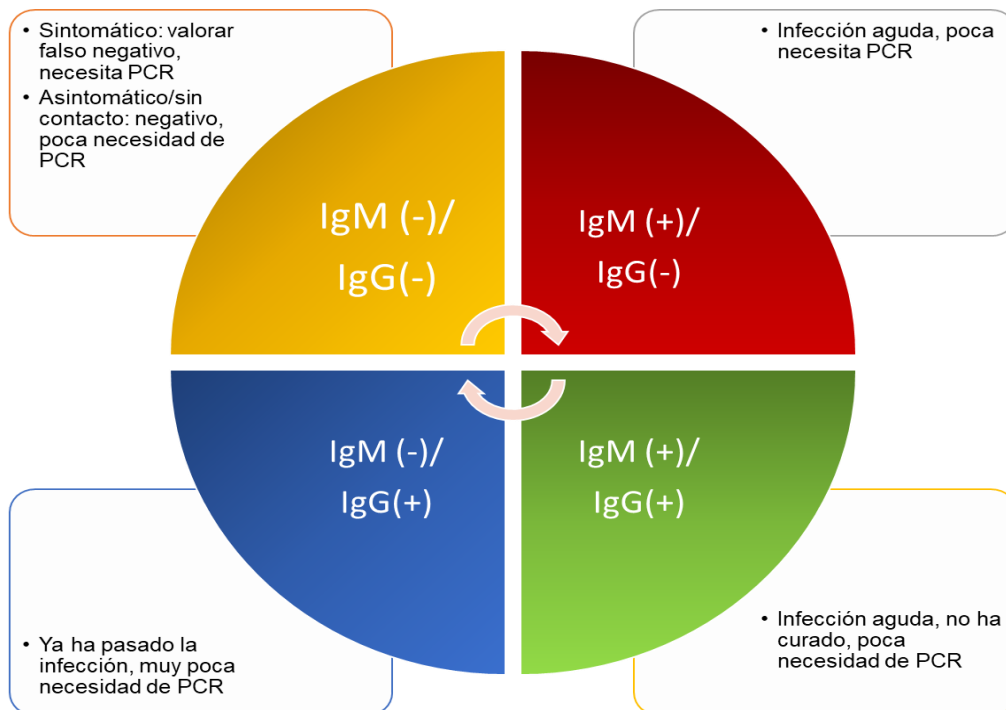 • Sintomático: valorar
falso negativo,
necesita PCR
• Asintomático/sin
contacto: negativo,
poca necesidad de
PCR
• Infección aguda, poca
necesita PCR
IgM (-)/
IgG(-)
IgM (+)/
IgG(-)
IgM (-)/
IgG(+)
IgM (+)/
IgG(+)
• Ya ha pasado la
infección, muy poca
necesidad de PCR
• Infección aguda, no ha
curado, poca
necesidad de PCR